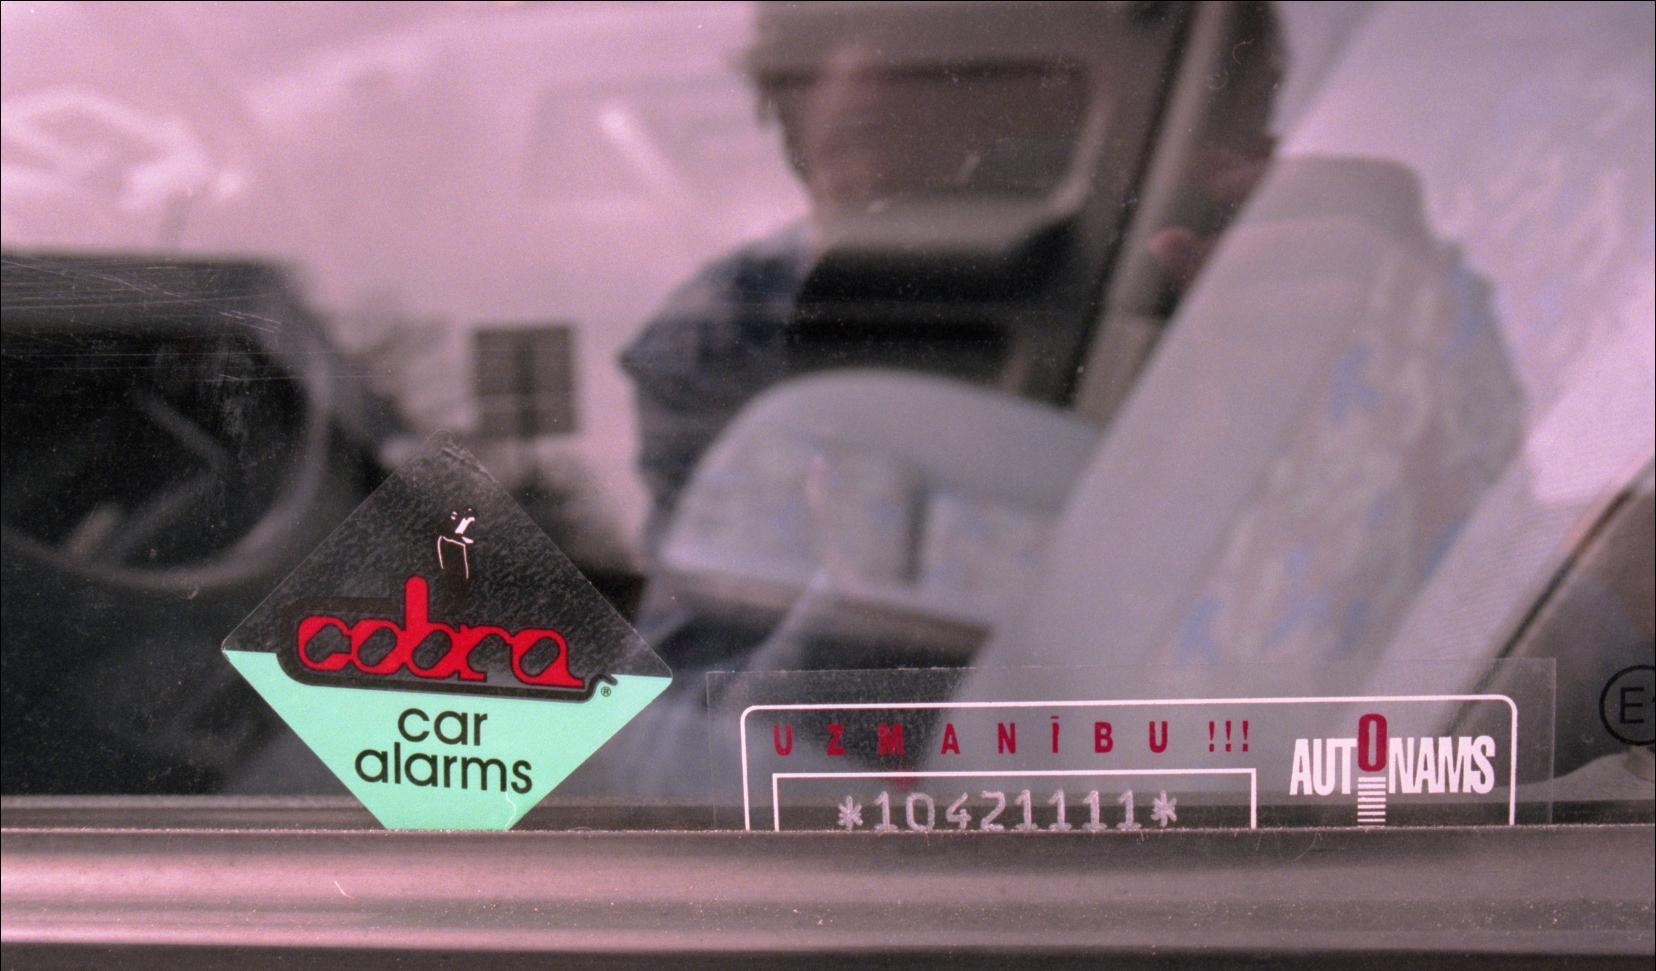 cobra®
car
alarms
UZMANĪBU !!!
*10421111*
AUTONAMS